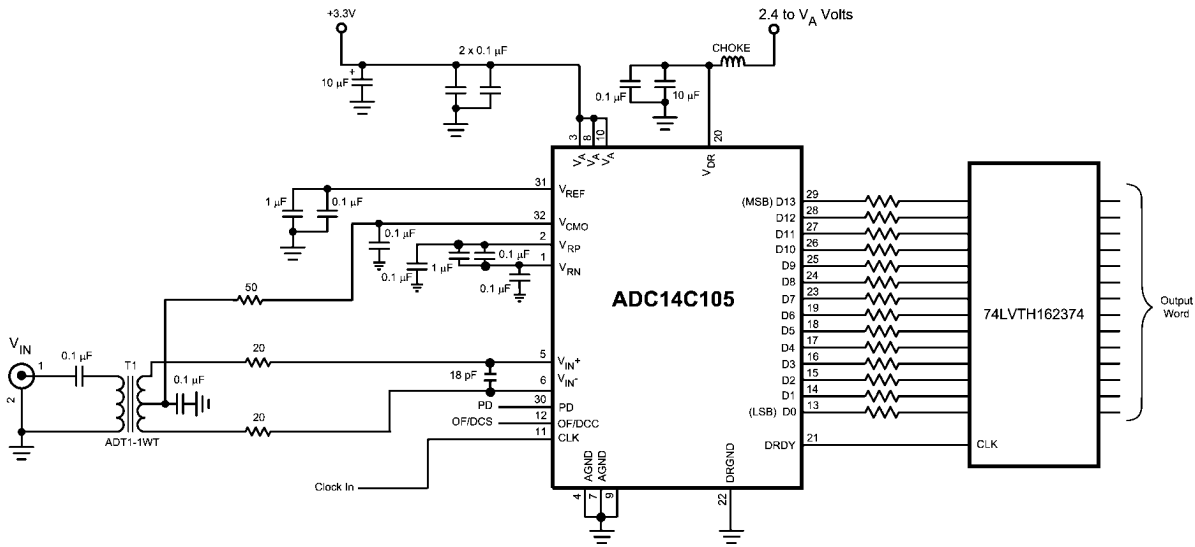 +3.3V
2.4 to VA Volts
CHOKE
2 x 0.1 µF
+
10 µF
0.1 µF
10 µF
3
8
10
20
VA
VA
VA
VDR
31
VREF
1 µF
0.1 µF
32
VCMO
0.1 µF
2
VRP
0.1 µF
1 µF
0.1 µF
1
VRN
0.1 µF
50
ADC14C105
(MSB) D13
29
D12
28
D11
27
D10
26
D9
25
D8
24
D7
23
D6
19
D5
18
D4
17
D3
16
D2
15
D1
14
(LSB) D0
13
DRDY
21
74LVTH162374
CLK
Output
Word
VIN
1
2
0.1 µF
T1
0.1 µF
ADT1-1WT
20
20
18 pF
5
VIN+
6
VIN-
PD
30
PD
OF/DCS
12
OF/DCC
11
CLK
Clock In
AGND
AGND
DRGND
4
7
9
22